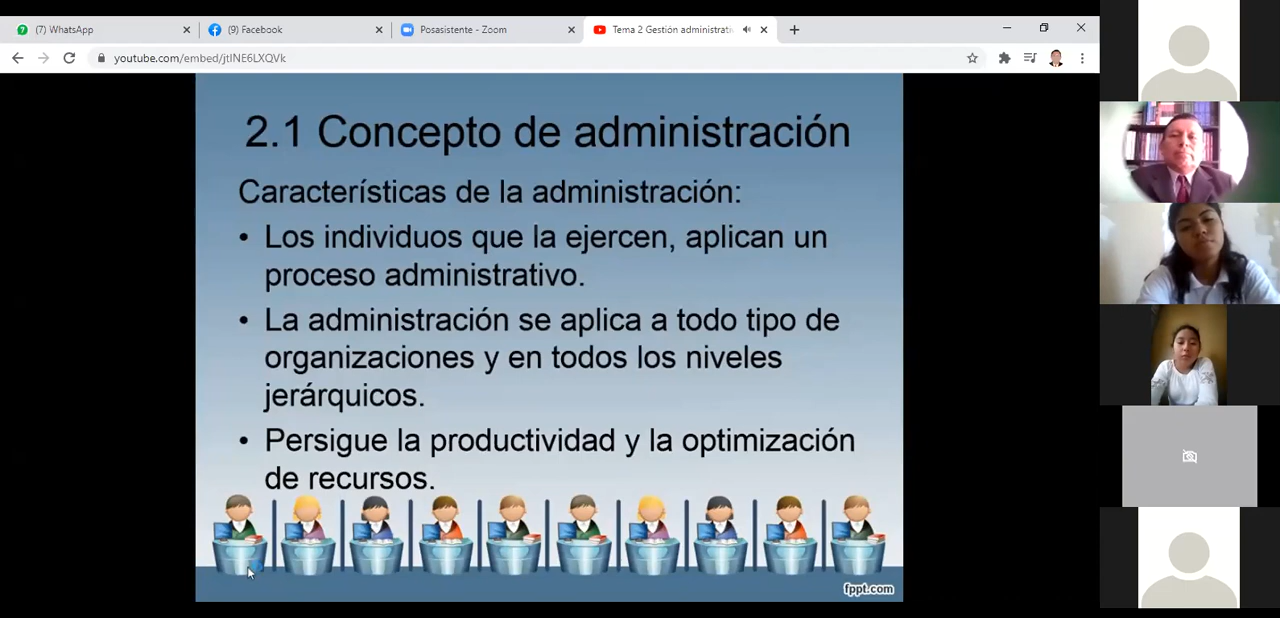 (7) WhatsApp
(9) Facebook
Posasistente - Zoom
Tema 2 Gestión administrati
youtube.com/embed/jtlNE6LXQVk
2.1 Concepto de administración
Características de la administración:
• Los individuos que la ejercen, aplican un
proceso administrativo.
• La administración se aplica a todo tipo de
organizaciones y en todos los niveles
jerárquicos.
• Persigue la productividad y la optimización
de recursos.
fppt.com